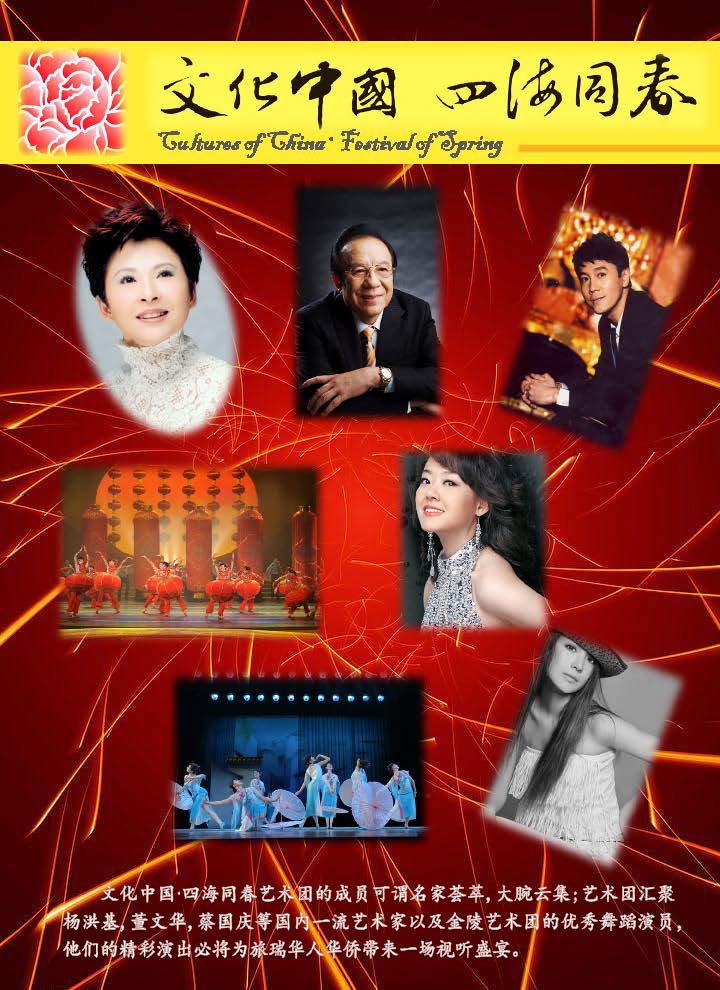 文化中國 四海同春
Cultures of China· Festival of Spring
文化中国·四海同春艺术团的成员可谓名家荟萃,大腕云集;艺术团汇聚
杨洪基,董文华,蔡国庆等国内一流艺术家以及金陵艺术团的优秀舞蹈演员,
他们的精彩演出必将为旅瑞华人华侨带来一场视听盛宴。